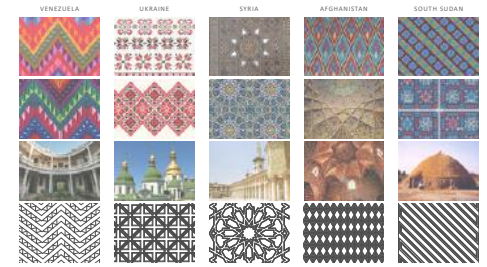 VENEZUELA
UKRAINE
SYRIA
AFGHANISTAN
SOUTH SUDAN